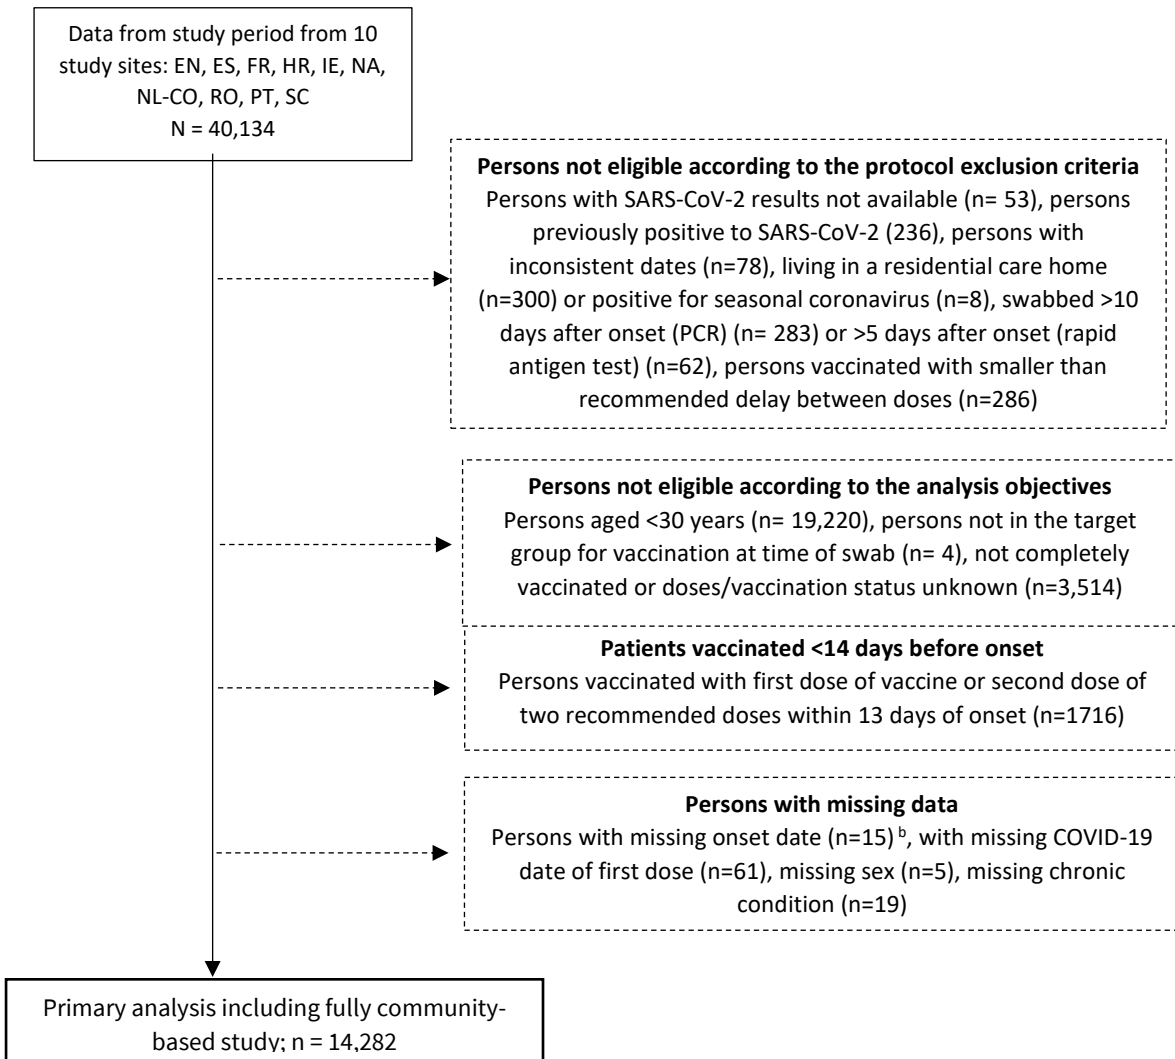 Data from study period from 10
study sites: EN, ES, FR, HR, IE, NA,
NL-CO, RO, PT, SC
N = 40,134
Persons not eligible according to the protocol exclusion criteria
Persons with SARS-CoV-2 results not available (n= 53), persons
previously positive to SARS-CoV-2 (236), persons with
inconsistent dates (n=78), living in a residential care home
(n=300) or positive for seasonal coronavirus (n=8), swabbed >10
days after onset (PCR) (n= 283) or >5 days after onset (rapid
antigen test) (n=62), persons vaccinated with smaller than
recommended delay between doses (n=286)
Persons not eligible according to the analysis objectives
Persons aged <30 years (n= 19,220), persons not in the target
group for vaccination at time of swab (n= 4), not completely
vaccinated or doses/vaccination status unknown (n=3,514)
Patients vaccinated <14 days before onset
Persons vaccinated with first dose of vaccine or second dose of
two recommended doses within 13 days of onset (n=1716)
Persons with missing data
Persons with missing onset date (n=15) b, with missing COVID-19
date of first dose (n=61), missing sex (n=5), missing chronic
condition (n=19)
Primary analysis including fully community-
based study; n = 14,282